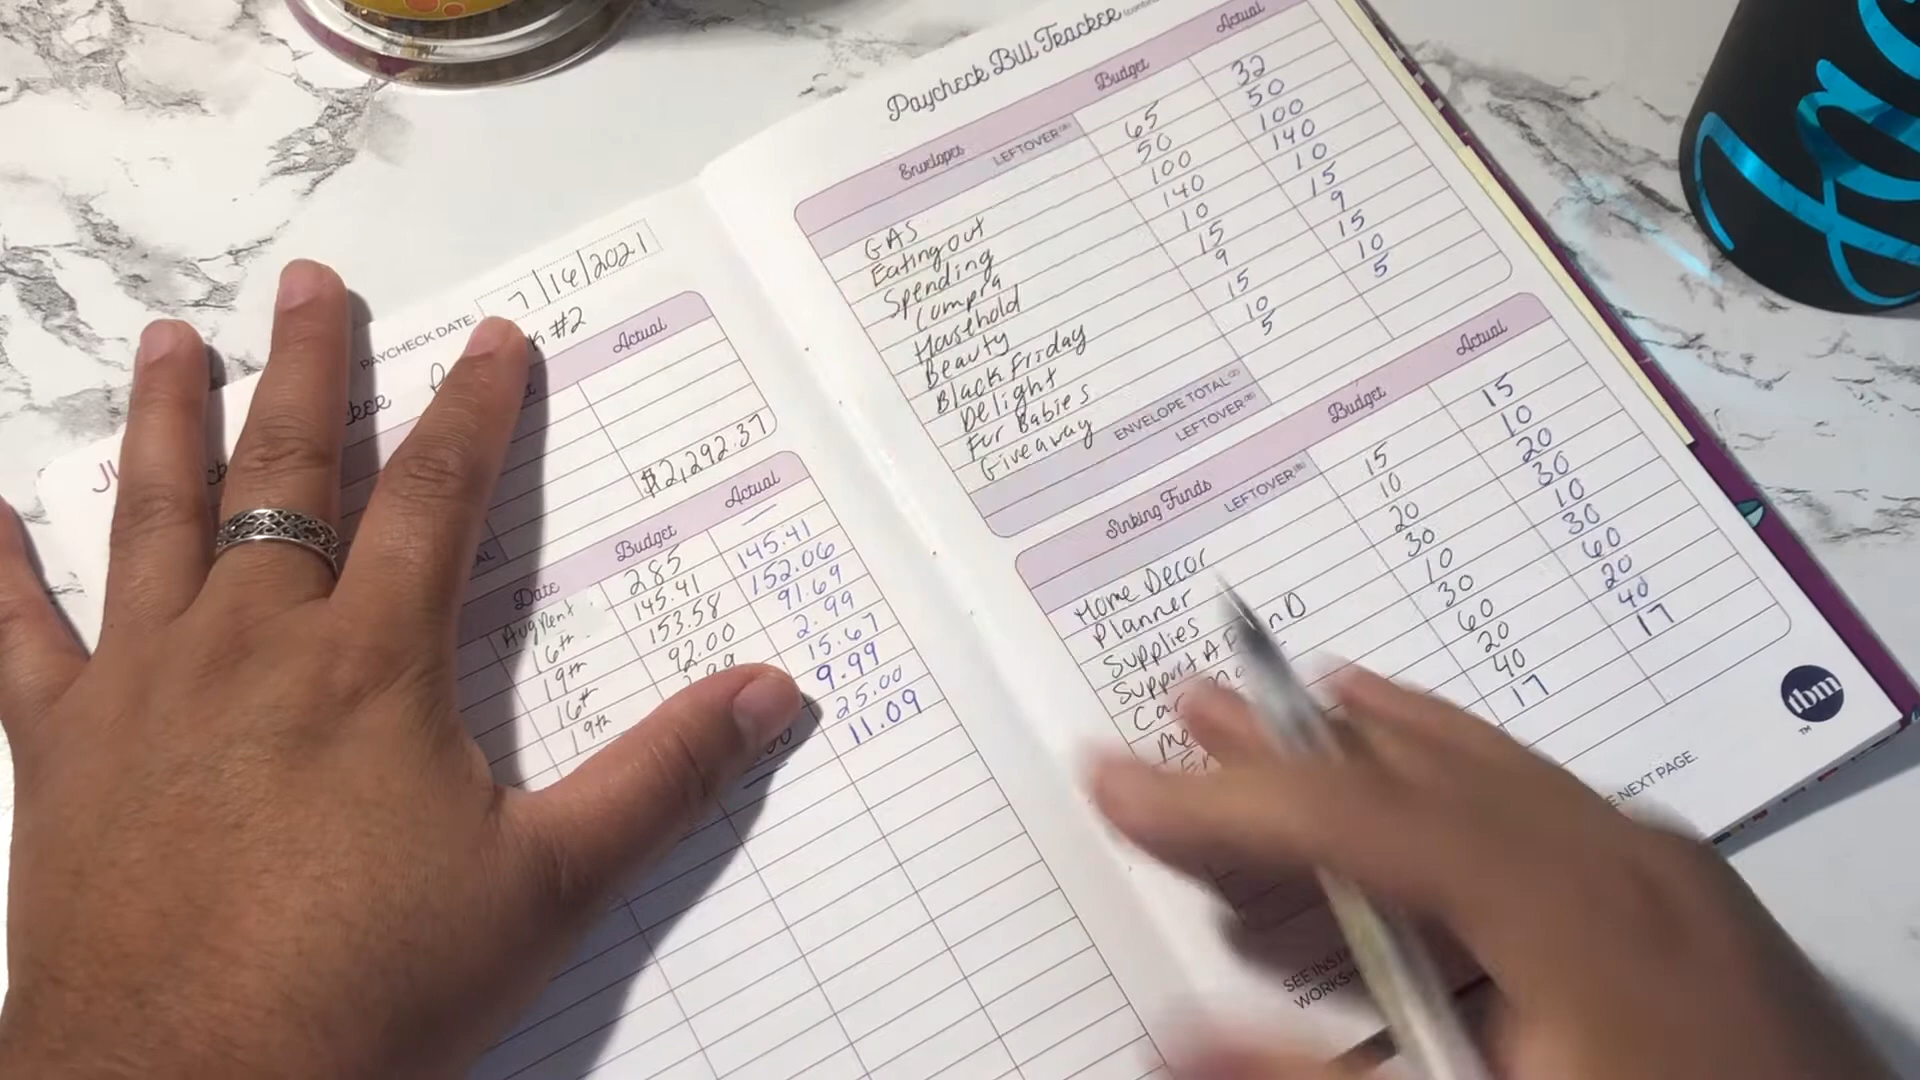 PAYCHECK DATE: 7/16/2021
#2
Actual
$2,292.37
Date Budget Actual
Aug Rent 285 —
16th 145.41 145.41
19th 153.58 152.06
16th 92.00 91.69
19th 2.99
15.67
9.99
25.00
11.09
Paycheck Bill Tracker
Envelopes Budget Actual
LEFTOVER
GAS 65 32
Eating out 50 50
Spending 100 100
Compra 140 140
Household 10 10
Beauty 15 15
Black Friday 9 9
Delight 15 15
Fur Babies 10 10
Giveaway 5 5
ENVELOPE TOTAL
LEFTOVER
Sinking Funds Budget Actual
LEFTOVER
Home Decor 15 15
Planner 10 10
Supplies 20 20
Support A 30 30
Car 10 10
30 30
60 60
20 20
40 40
17 17
NEXT PAGE.
tbm
TM